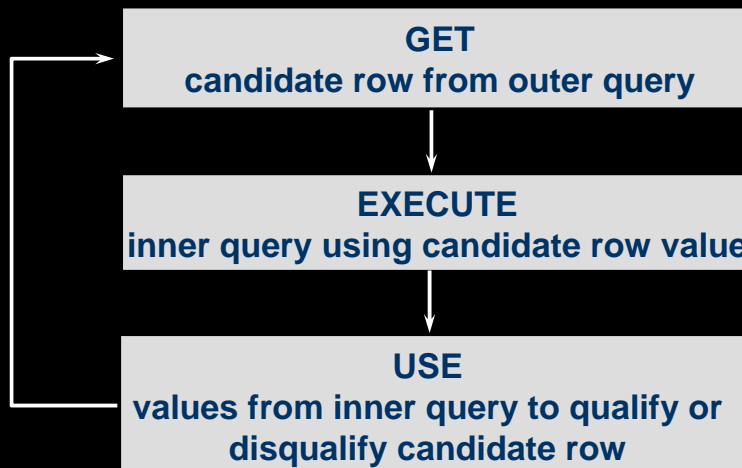 GET
candidate row from outer query
EXECUTE
inner query using candidate row value
USE
values from inner query to qualify or
disqualify candidate row